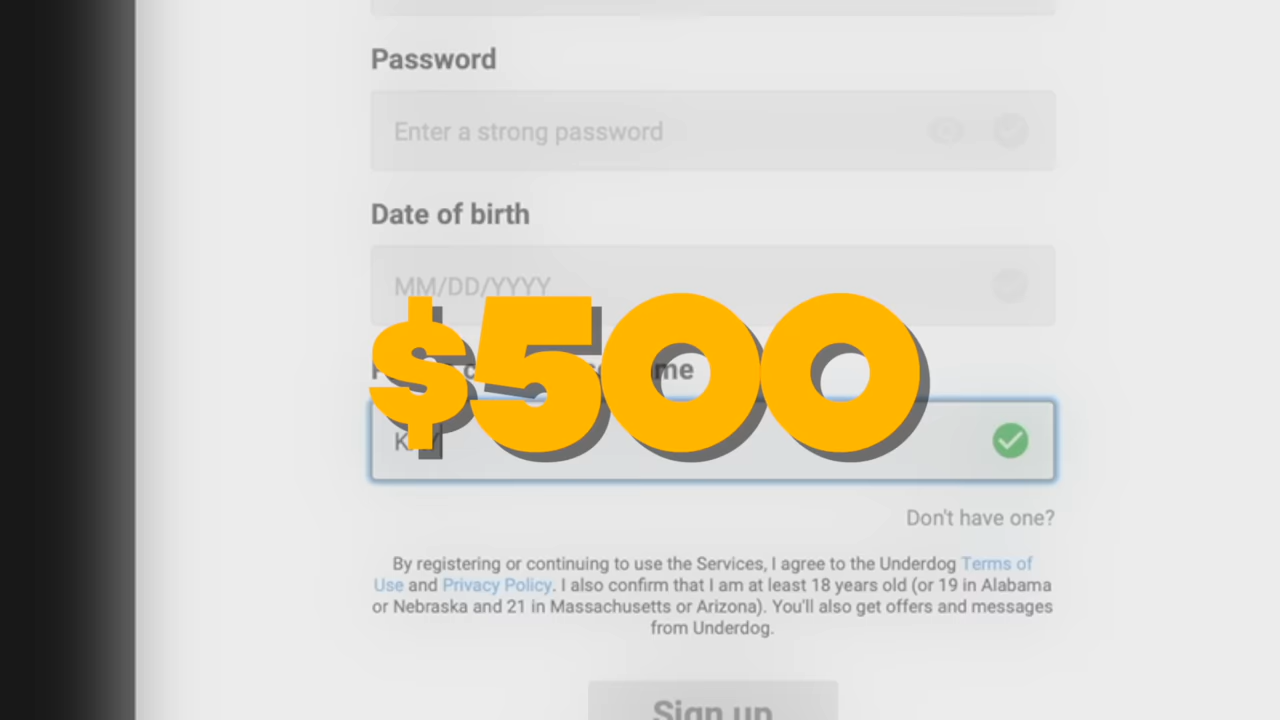 Password
Enter a strong password
Date of birth
MM/DD/YYYY
$500
Don't have one?
By registering or continuing to use the Services, I agree to the Underdog Terms of
Use and Privacy Policy. I also confirm that I am at least 18 years old (or 19 in Alabama
or Nebraska and 21 in Massachusetts or Arizona). You'll also get offers and messages
from Underdog.
Sign up